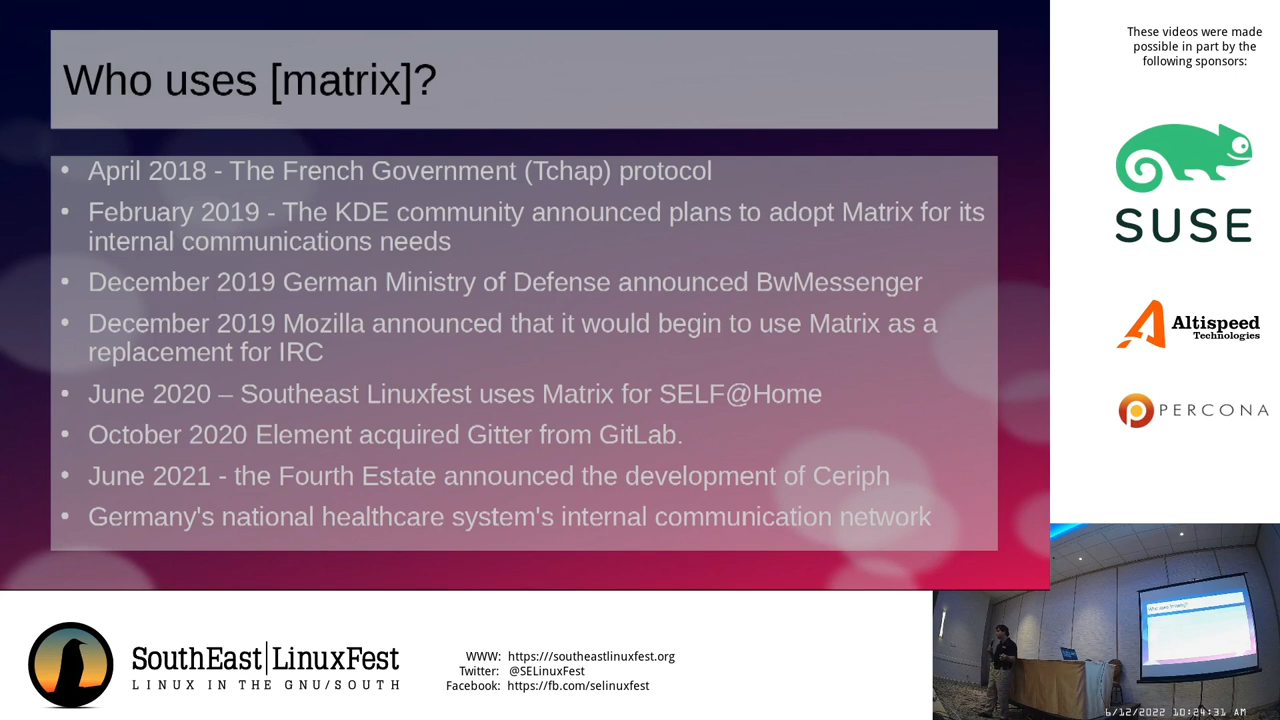 Who uses [matrix]?
• April 2018 - The French Government (Tchap) protocol
• February 2019 - The KDE community announced plans to adopt Matrix for its
internal communications needs
• December 2019 German Ministry of Defense announced BwMessenger
• December 2019 Mozilla announced that it would begin to use Matrix as a
replacement for IRC
• June 2020 – Southeast Linuxfest uses Matrix for SELF@Home
• October 2020 Element acquired Gitter from GitLab.
• June 2021 - the Fourth Estate announced the development of Ceriph
• Germany's national healthcare system's internal communication network
These videos were made
possible in part by the
following sponsors:
SUSE
Altispeed
Technologies
PERCONA
SouthEast LinuxFest
LINUX IN THE GNU/SOUTH
WWW: https:///southeastlinuxfest.org
Twitter: @SELinuxFest
Facebook: https://fb.com/selinuxfest
Who uses [matrix]?
6/12/2022 10:24:31 AM